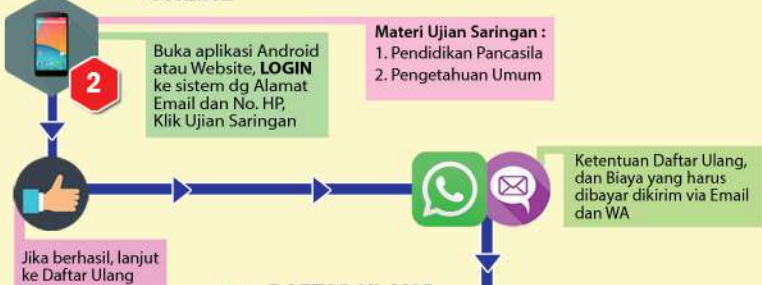 2
Buka aplikasi Android
atau Website, LOGIN
ke sistem dg Alamat
Email dan No. HP,
Klik Ujian Saringan
Materi Ujian Saringan :
1. Pendidikan Pancasila
2. Pengetahuan Umum
Ketentuan Daftar Ulang,
dan Biaya yang harus
dibayar dikirim via Email
dan WA
Jika berhasil, lanjut
ke Daftar Ulang